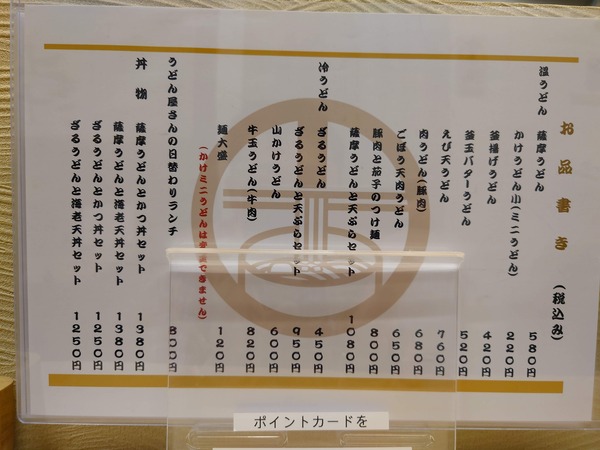 お品書き (税込み)
温うどん 薩摩うどん 580円
かけうどん小(ミニうどん) 220円
釜揚げうどん 420円
釜玉バターうどん 520円
えび天うどん 760円
肉うどん(豚肉) 680円
ごぼう天肉うどん 650円
豚肉と茄子のつけ麺 800円
薩摩うどんと天ぷらセット 1080円
冷うどん ざるうどん 450円
ざるうどんと天ぷらセット 950円
山かけうどん 600円
牛玉うどん(牛肉) 820円
麺大盛 120円
(かけミニうどんは変更できません)
うどん屋さんの日替わりランチ 800円
丼物 薩摩うどんとかつ丼セット 1380円
薩摩うどんと海老天丼セット 1380円
ざるうどんとかつ丼セット 1250円
ざるうどんと海老天丼セット 1250円
ポイントカードを